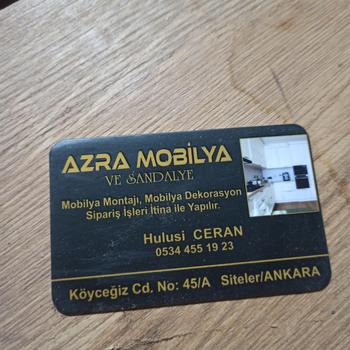 AZRA MOBİLYA
VE SANDALYE
Mobilya Montajı, Mobilya Dekorasyon
Sipariş İşleri İtina ile Yapılır.
Hulusi CERAN
0534 455 19 23
Köyceğiz Cd. No: 45/A Siteler/ANKARA